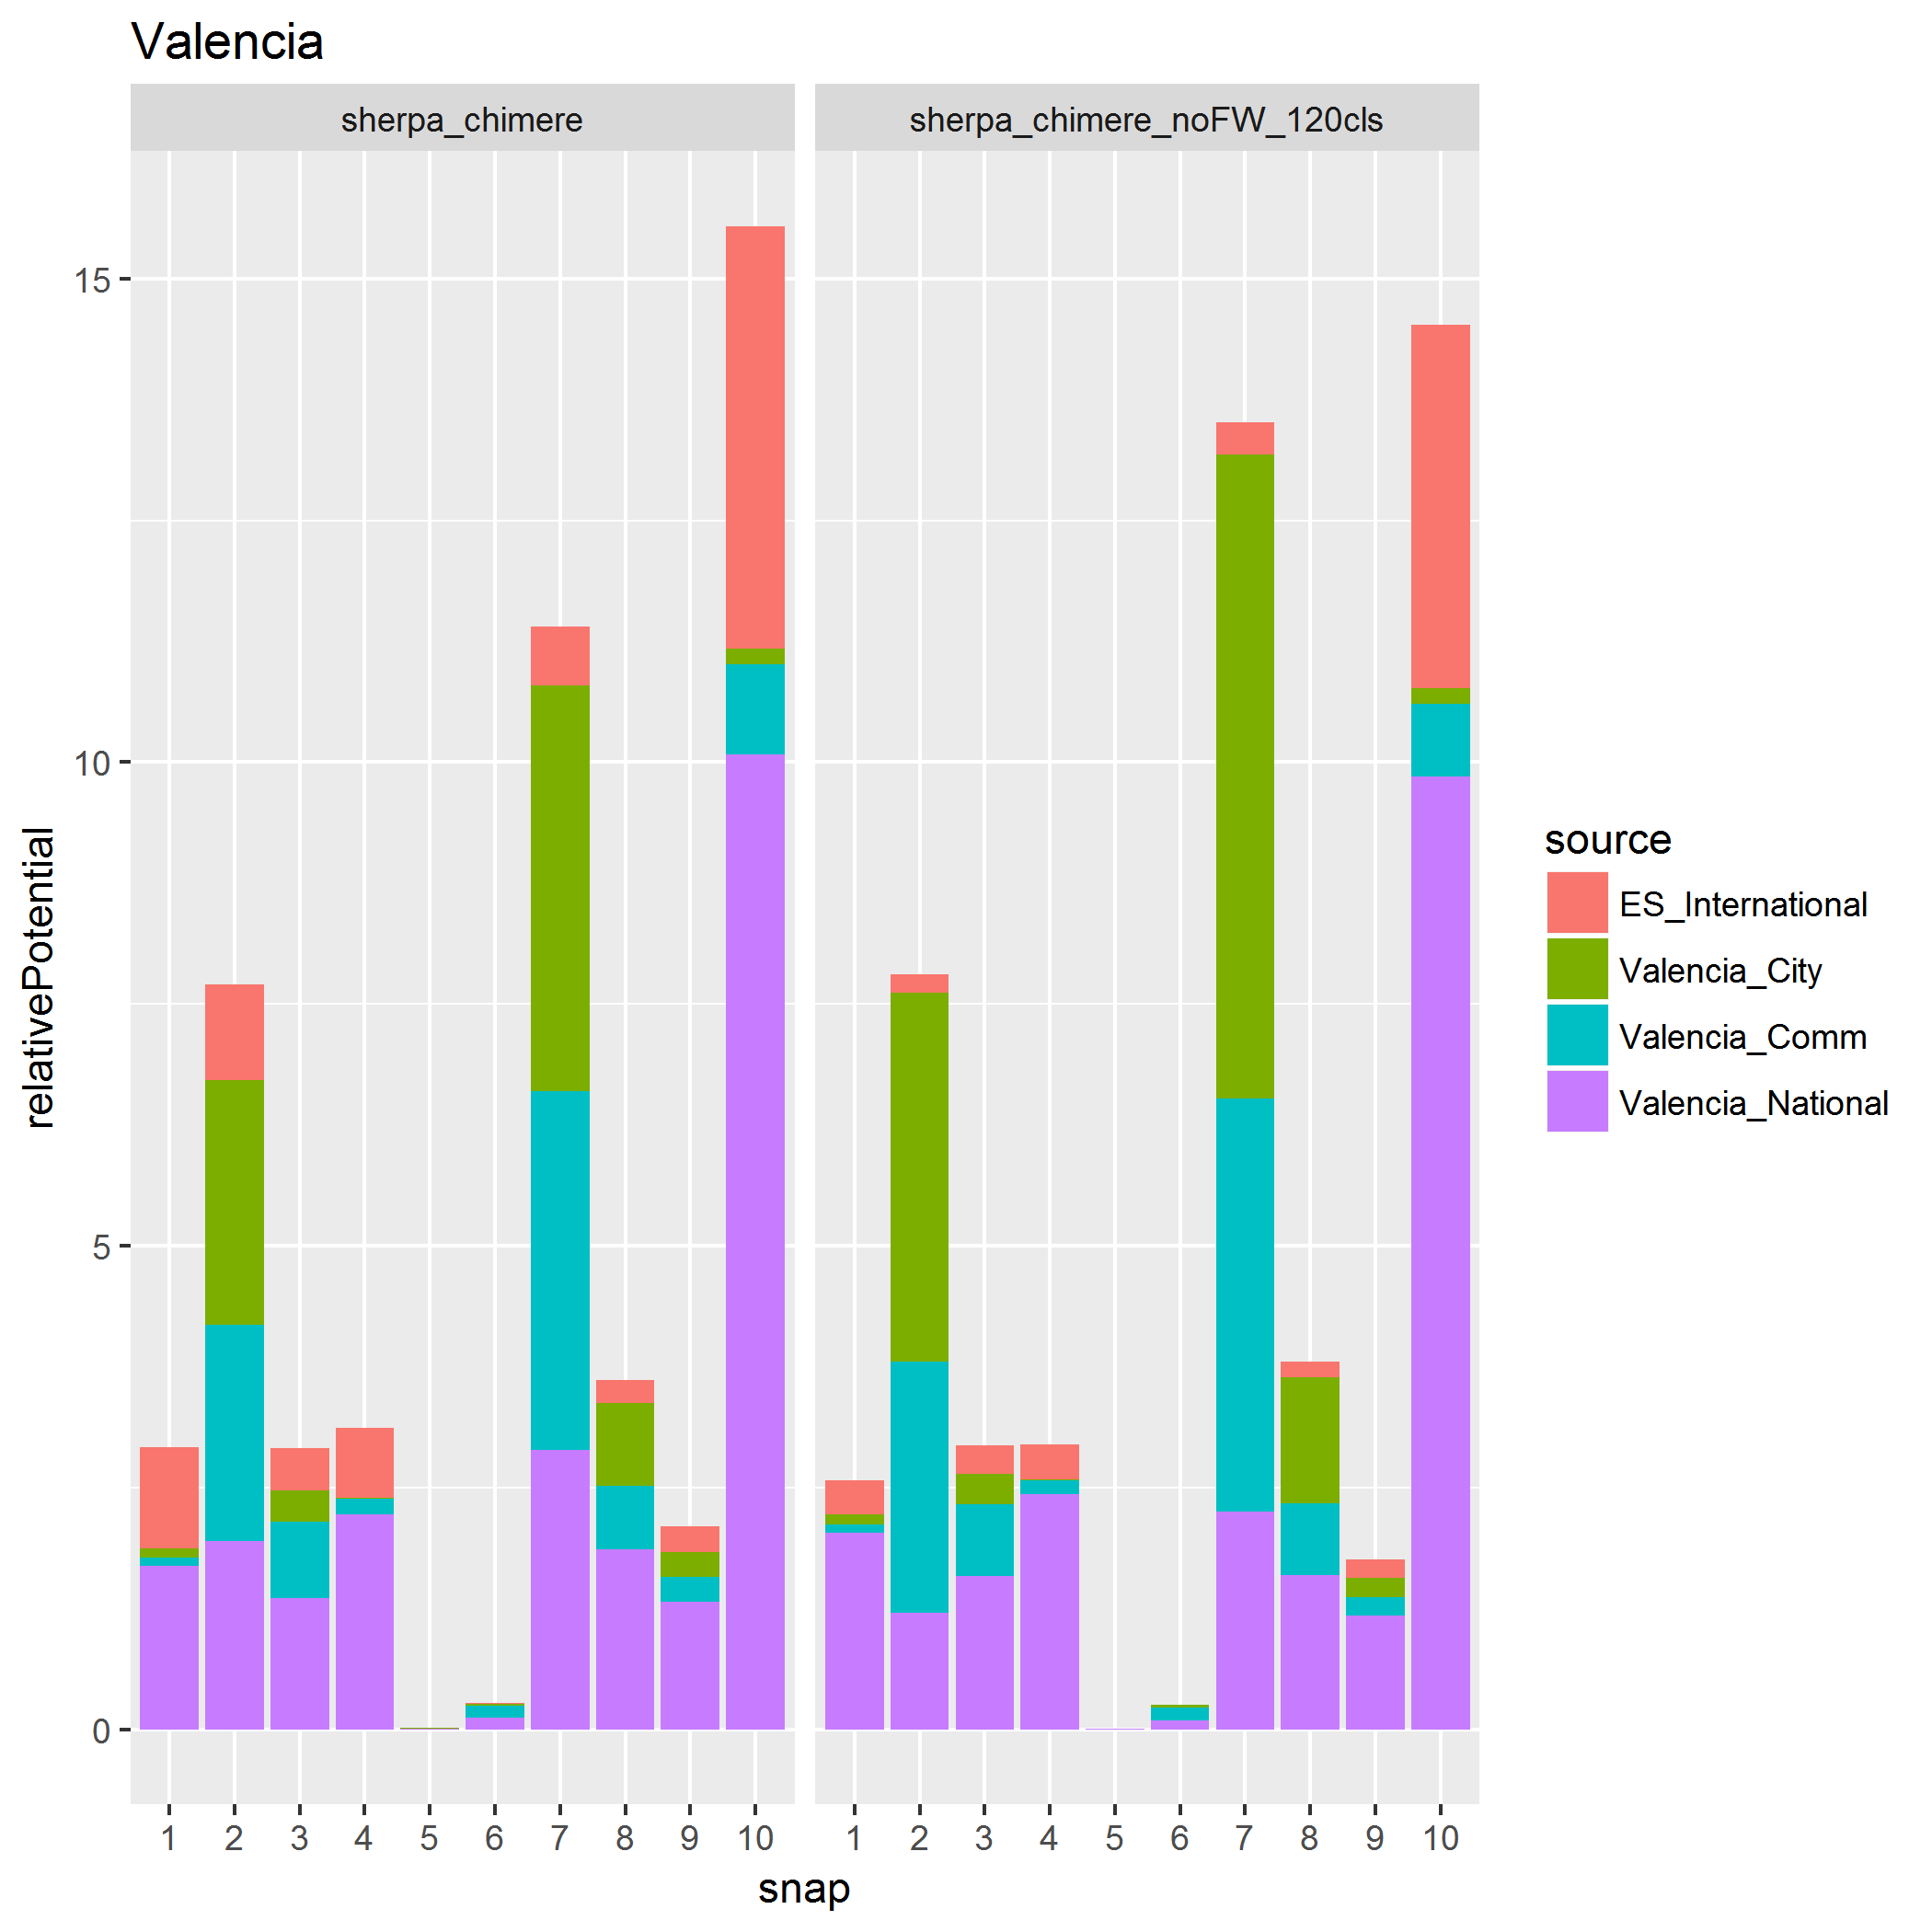 Valencia
sherpa_chimere
sherpa_chimere_noFW_120cls
15
10
5
0
relativePotential
1 2 3 4 5 6 7 8 9 10
1 2 3 4 5 6 7 8 9 10
snap
source
ES_International
Valencia_City
Valencia_Comm
Valencia_National